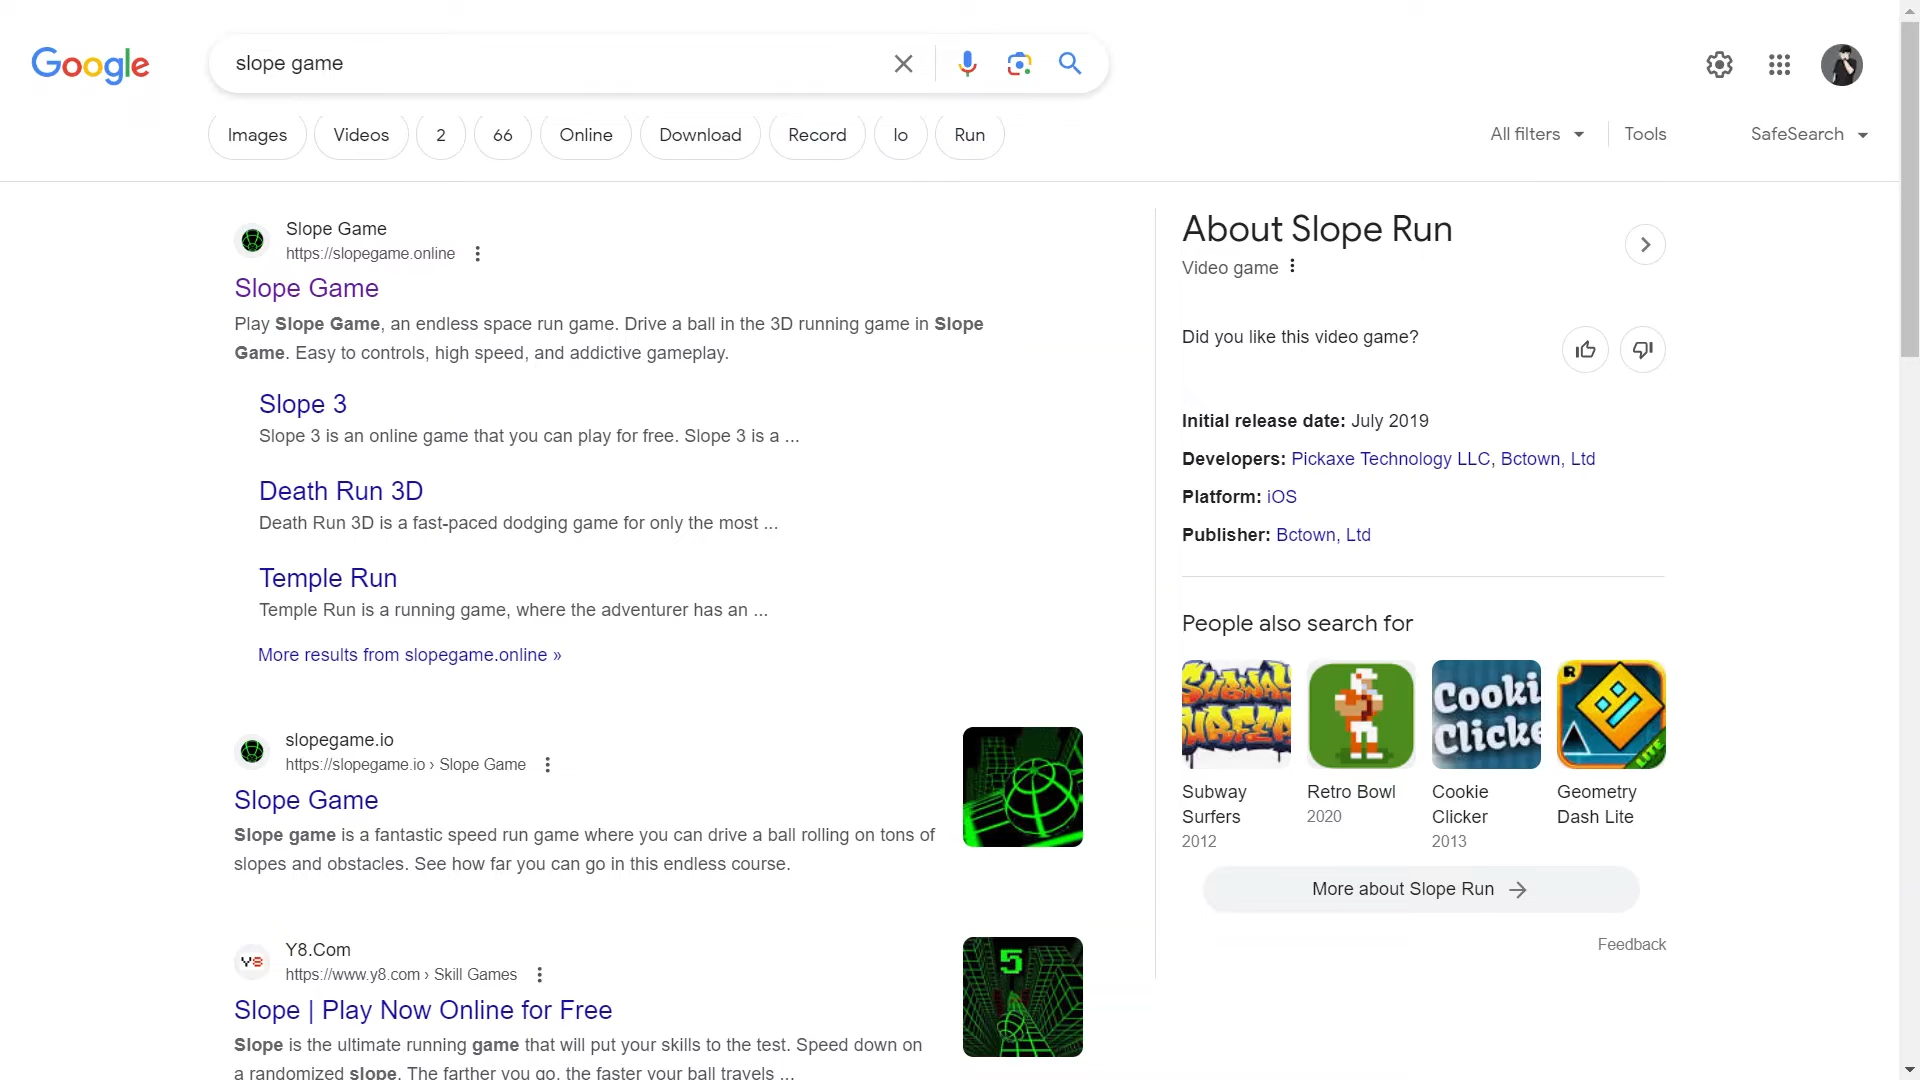 Google
slope game
Images
Videos
2
66
Online
Download
Record
Io
Run
All filters
Tools
SafeSearch
Slope Game
https://slopegame.online
Slope Game
Play Slope Game, an endless space run game. Drive a ball in the 3D running game in Slope
Game. Easy to controls, high speed, and addictive gameplay.
Slope 3
Slope 3 is an online game that you can play for free. Slope 3 is a ...
Death Run 3D
Death Run 3D is a fast-paced dodging game for only the most ...
Temple Run
Temple Run is a running game, where the adventurer has an ...
More results from slopegame.online »
slopegame.io
https://slopegame.io › Slope Game
Slope Game
Slope game is a fantastic speed run game where you can drive a ball rolling on tons of
slopes and obstacles. See how far you can go in this endless course.
Y8
Y8.Com
https://www.y8.com › Skill Games
Slope | Play Now Online for Free
Slope is the ultimate running game that will put your skills to the test. Speed down on
a randomized slope. The farther you go, the faster your ball travels ...
5
About Slope Run
Video game
Did you like this video game?
Initial release date: July 2019
Developers: Pickaxe Technology LLC, Bctown, Ltd
Platform: iOS
Publisher: Bctown, Ltd
People also search for
Subway
Surfers
2012
Retro Bowl
2020
Cookie
Clicker
2013
R
LITE
Geometry
Dash Lite
More about Slope Run
Feedback